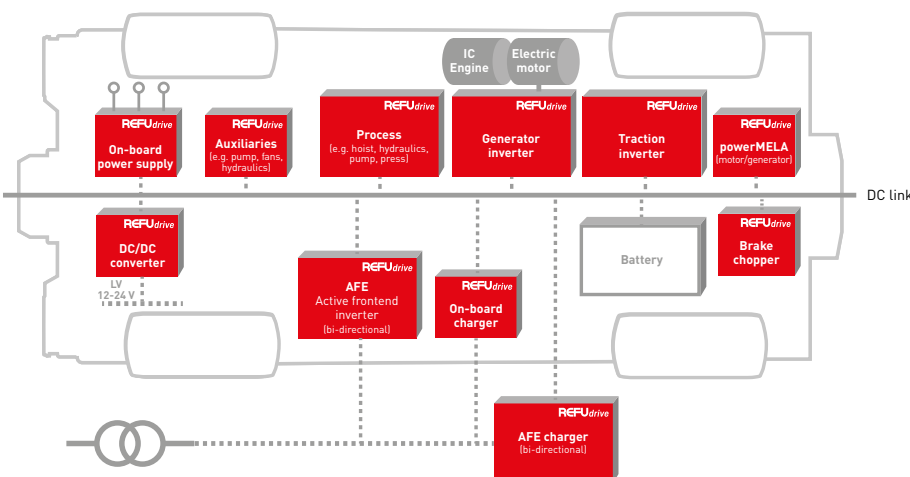 IC
Engine
Electric
motor
REFUdrive
On-board
power supply
REFUdrive
Auxiliaries
(e.g. pump, fans,
hydraulics)
REFUdrive
Process
(e.g. hoist, hydraulics,
pump, press)
REFUdrive
Generator
inverter
REFUdrive
Traction
inverter
REFUdrive
powerMELA
(motor/generator)
DC link
REFUdrive
DC/DC
converter
LV
12-24 V
REFUdrive
AFE
Active frontend
inverter
(bi-directional)
REFUdrive
On-board
charger
Battery
REFUdrive
Brake
chopper
REFUdrive
AFE charger
(bi-directional)